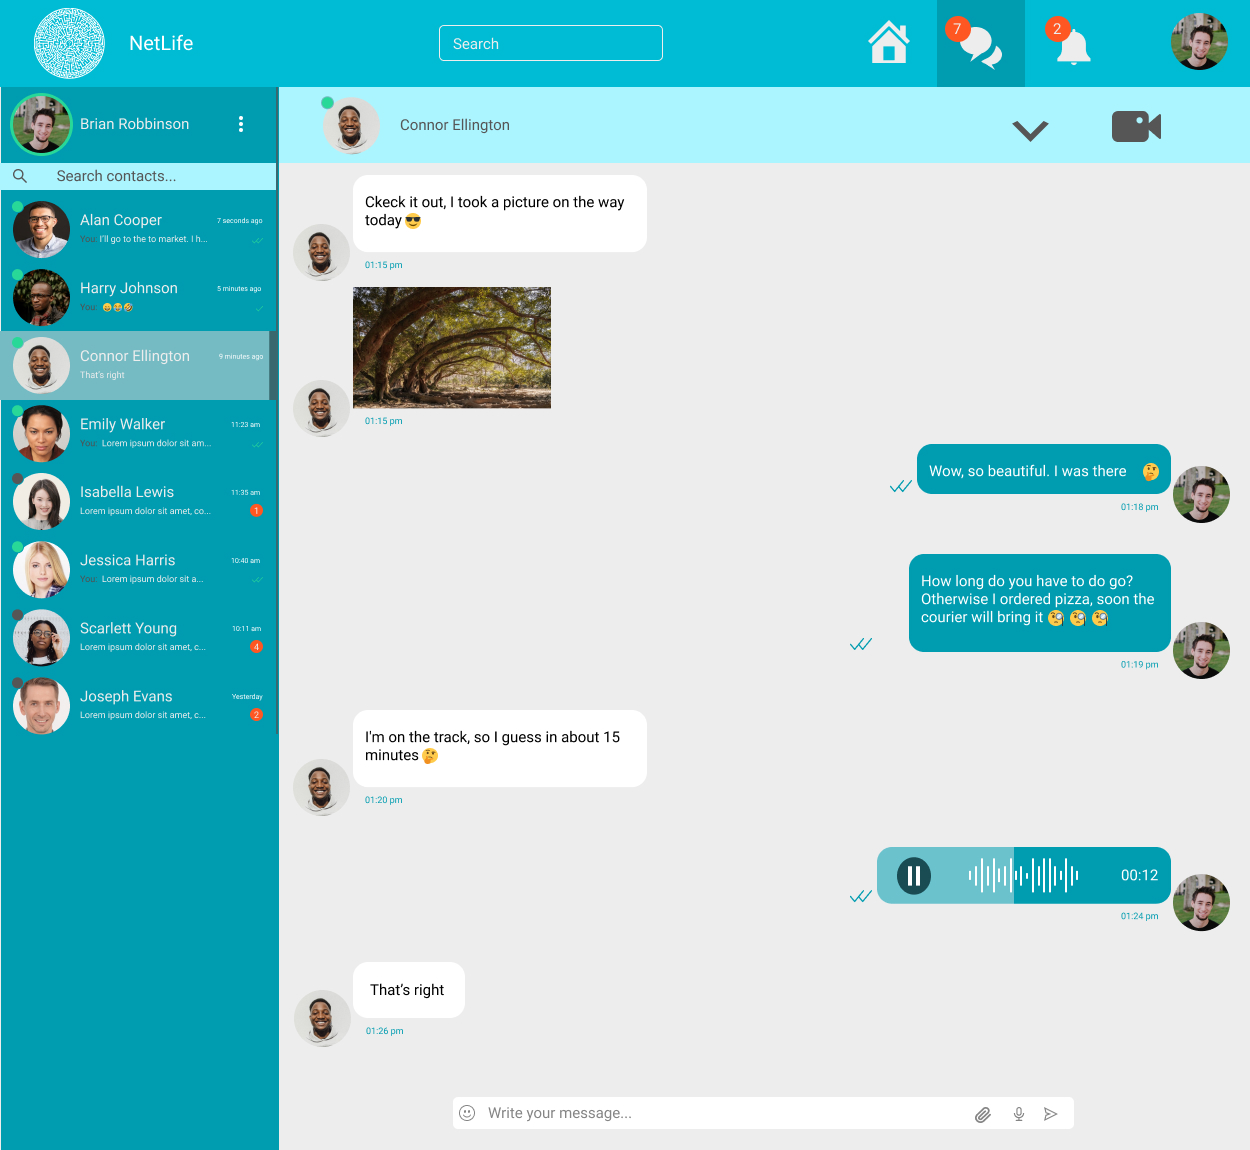 NetLife
Search
7
2
Brian Robbinson
Connor Ellington
Search contacts...
Alan Cooper
7 seconds ago
You: I'll go to the to market. I h...
Harry Johnson
5 minutes ago
You: 😄😆🤣
Connor Ellington
9 minutes ago
That's right
Emily Walker
11:23 am
You: Lorem ipsum dolor sit am...
Isabella Lewis
11:35 am
Lorem ipsum dolor sit amet, co...
1
Jessica Harris
10:40 am
You: Lorem ipsum dolor sit a...
Scarlett Young
10:11 am
Lorem ipsum dolor sit amet, c...
4
Joseph Evans
Yesterday
Lorem ipsum dolor sit amet, c...
2
Ckeck it out, I took a picture on the way
today 😎
01:15 pm
01:15 pm
Wow, so beautiful. I was there 🤔
01:18 pm
How long do you have to do go?
Otherwise I ordered pizza, soon the
courier will bring it 🧐 🧐 🧐
01:19 pm
I'm on the track, so I guess in about 15
minutes 🤔
01:20 pm
00:12
01:24 pm
That's right
01:26 pm
Write your message...